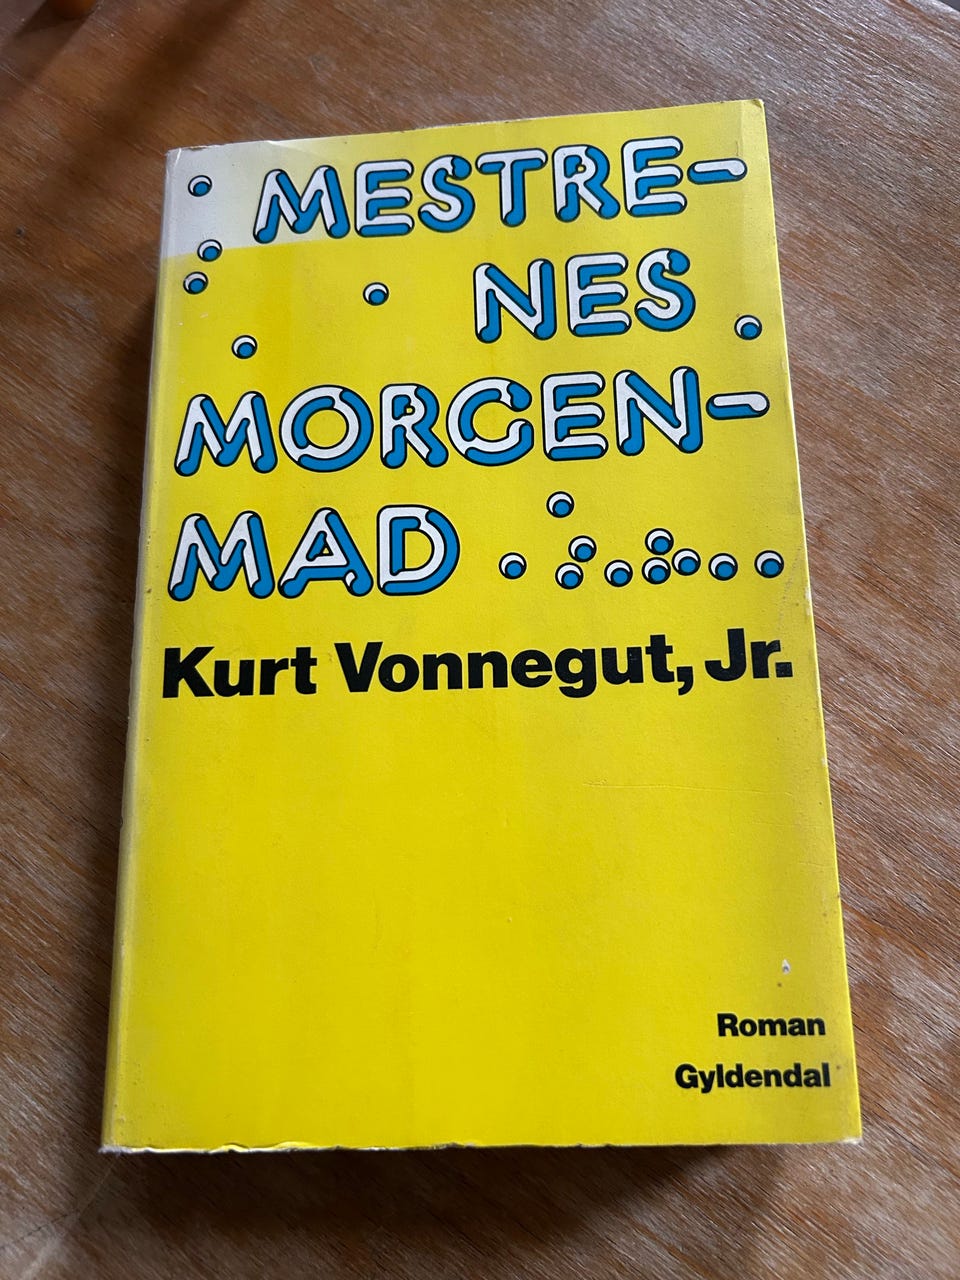 MESTRE-
NES
MORGEN-
MAD
Kurt Vonnegut, Jr.
Roman
Gyldendal